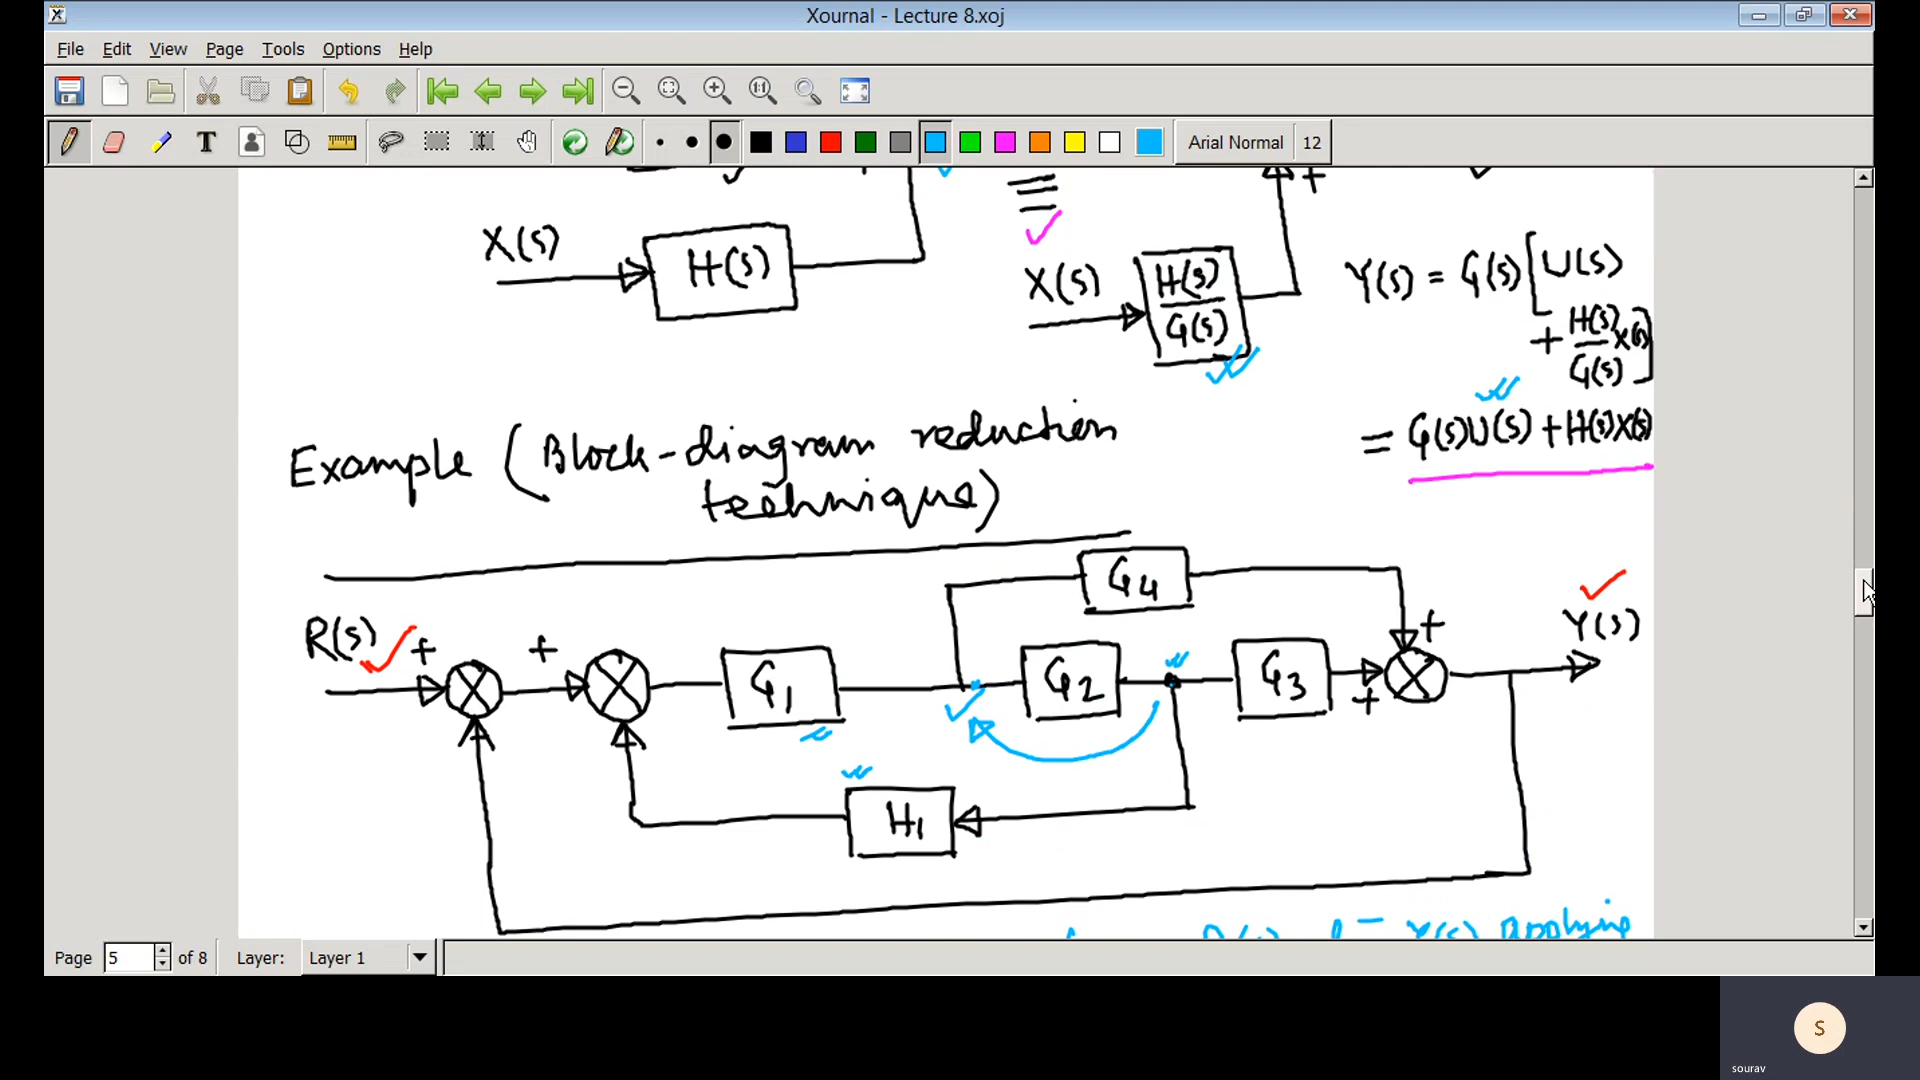 Xournal - Lecture 8.xoj
File Edit View Page Tools Options Help
Arial Normal 12
+
X(s) H(s)
X(s) H(s)/G(s)
Y(s) = G(s)[U(s)
+ H(s)/G(s) X(s)]
= G(s)U(s) + H(s)X(s)
Example (Block-diagram reduction
technique)
G4
R(s) + + G1 G2 G3 + + Y(s)
+ +
H1
Y(s) applying
Page 5 of 8 Layer: Layer 1
S
sourav